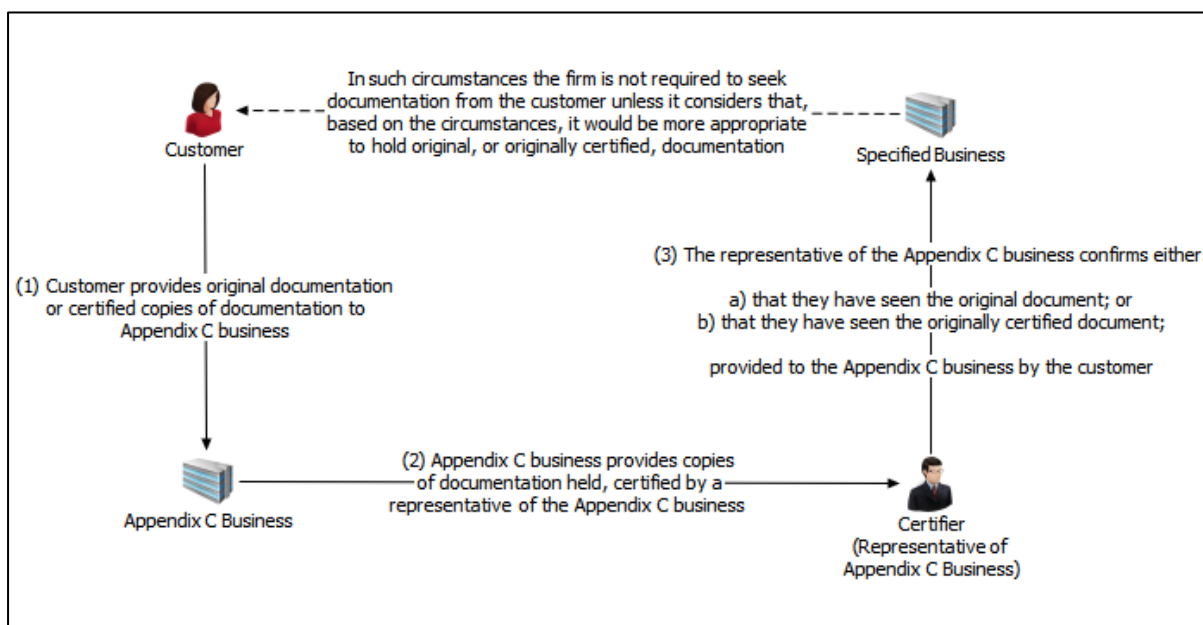 In such circumstances the firm is not required to seek
documentation from the customer unless it considers that,
based on the circumstances, it would be more appropriate
to hold original, or originally certified, documentation
Customer
Specified Business
(1) Customer provides original documentation
or certified copies of documentation to
Appendix C business
(3) The representative of the Appendix C business confirms either
a) that they have seen the original document; or
b) that they have seen the originally certified document;
provided to the Appendix C business by the customer
(2) Appendix C business provides copies
of documentation held, certified by a
representative of the Appendix C business
Appendix C Business
Certifier
(Representative of
Appendix C Business)